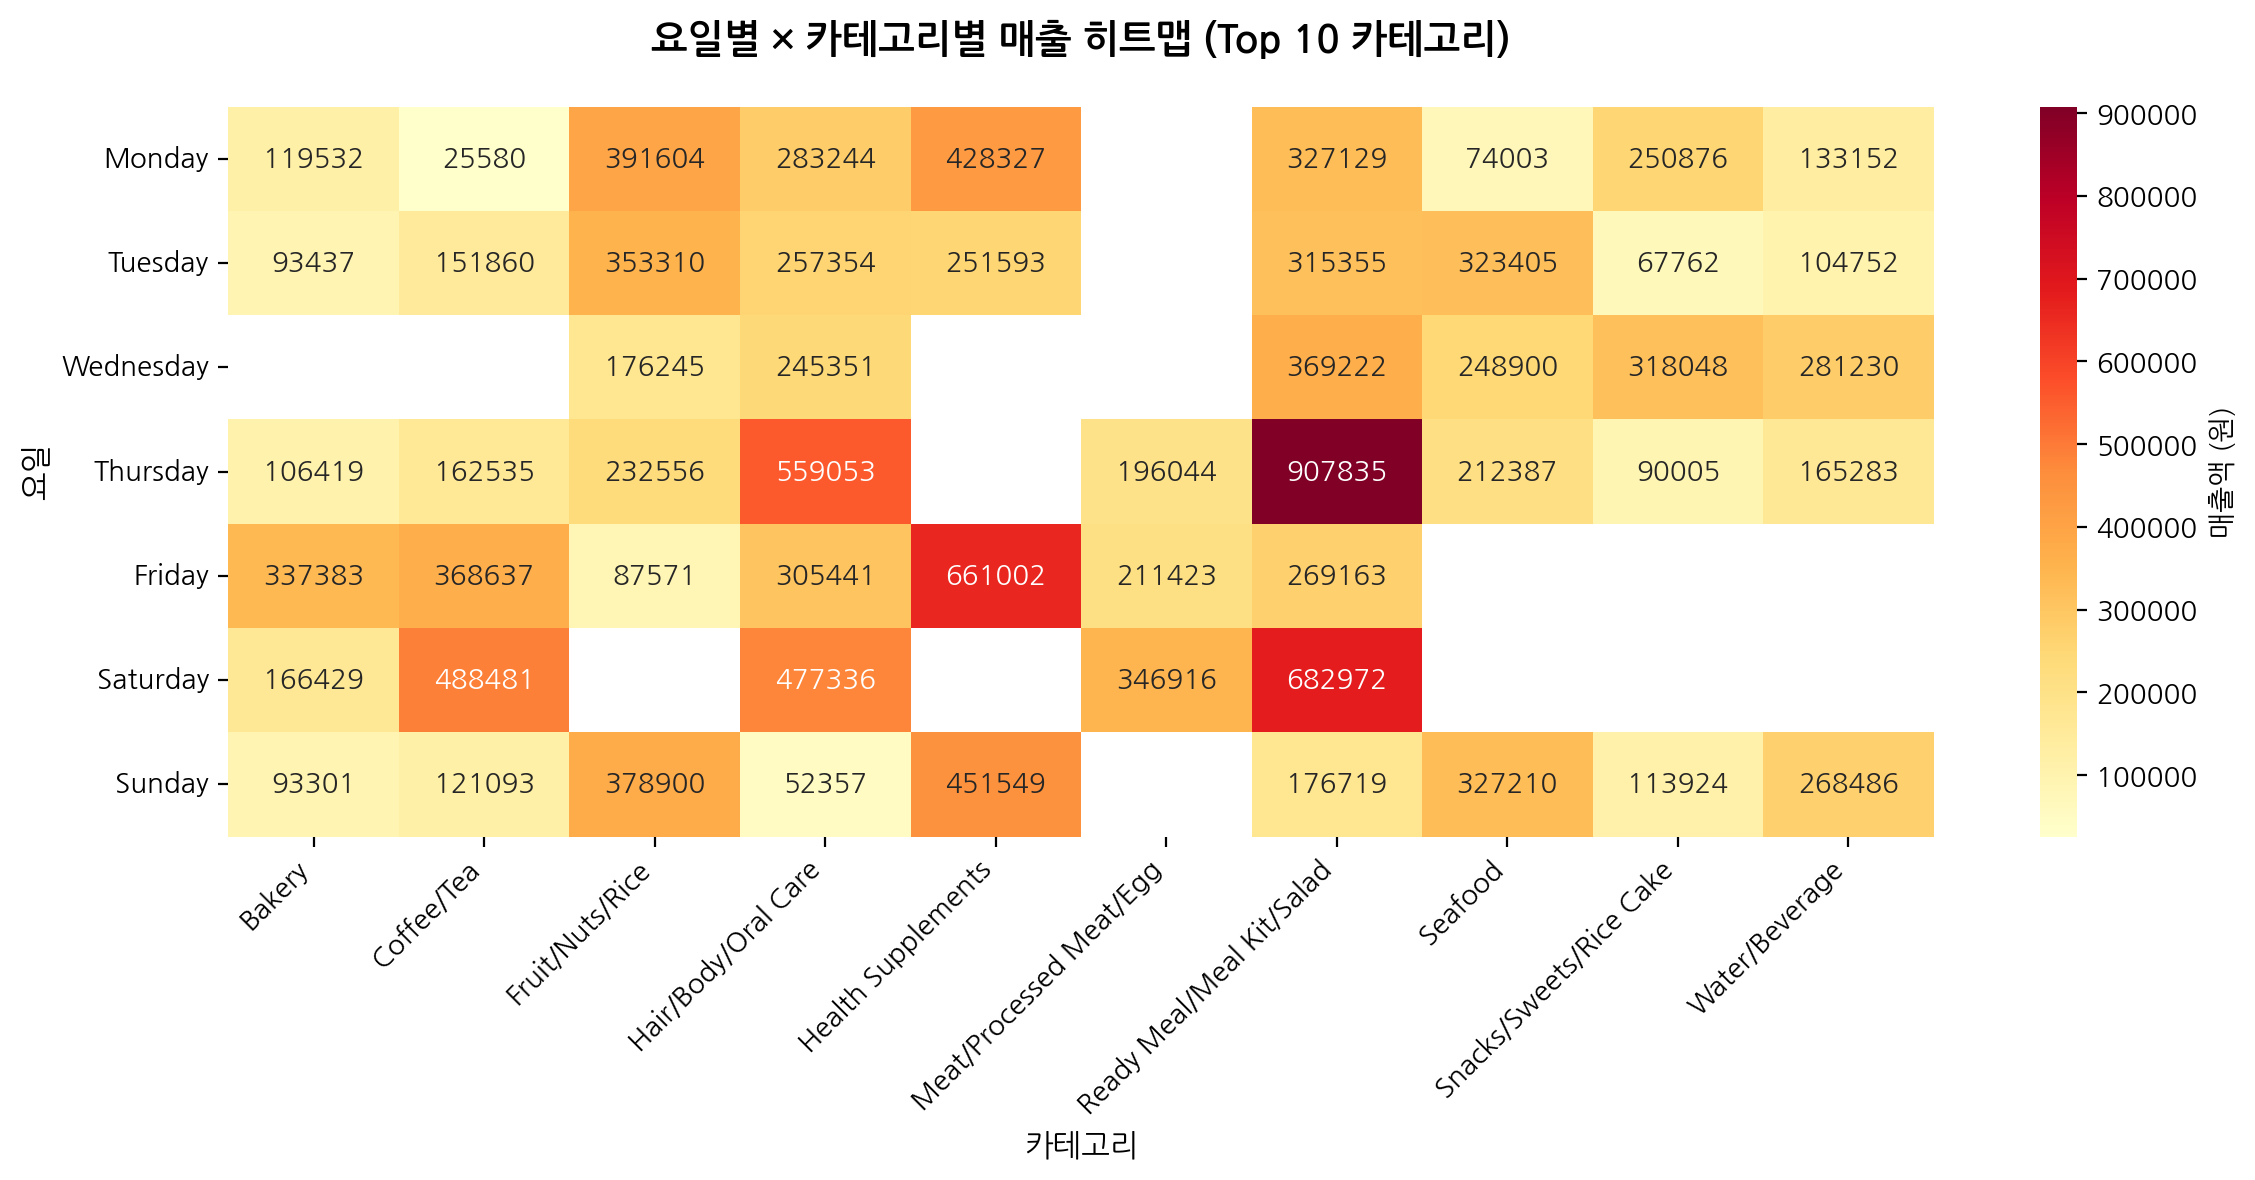 요일별 × 카테고리별 매출 히트맵 (Top 10 카테고리)
Monday 119532 25580 391604 283244 428327 327129 74003 250876 133152
Tuesday 93437 151860 353310 257354 251593 315355 323405 67762 104752
Wednesday 176245 245351 369222 248900 318048 281230
Thursday 106419 162535 232556 559053 196044 907835 212387 90005 165283
Friday 337383 368637 87571 305441 661002 211423 269163
Saturday 166429 488481 477336 346916 682972
Sunday 93301 121093 378900 52357 451549 176719 327210 113924 268486
요일
Bakery
Coffee/Tea
Fruit/Nuts/Rice
Hair/Body/Oral Care
Health Supplements
Meat/Processed Meat/Egg
Ready Meal/Meal Kit/Salad
Seafood
Snacks/Sweets/Rice Cake
Water/Beverage
카테고리
900000
800000
700000
600000
500000
400000
300000
200000
100000
매출액 (원)